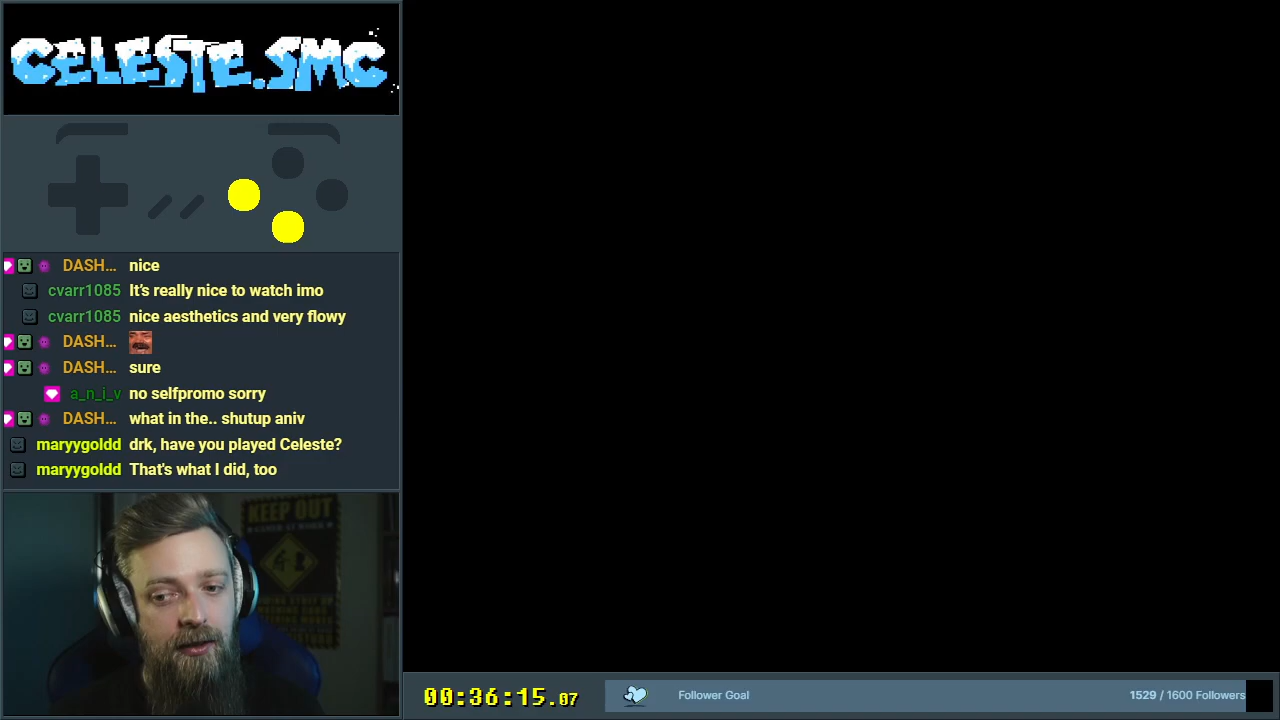 CELESTE.SMC
DASH… nice
cvarr1085 It's really nice to watch imo
cvarr1085 nice aesthetics and very flowy
DASH…
DASH… sure
a_n_i_v no selfpromo sorry
DASH… what in the.. shutup aniv
maryygoldd drk, have you played Celeste?
maryygoldd That's what I did, too
KEEP OUT
00:36:15.07
Follower Goal
1529 / 1600 Followers